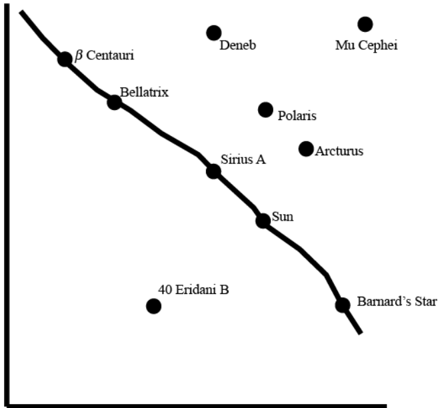 Deneb
Mu Cephei
β Centauri
Bellatrix
Polaris
Arcturus
Sirius A
Sun
40 Eridani B
Barnard's Star